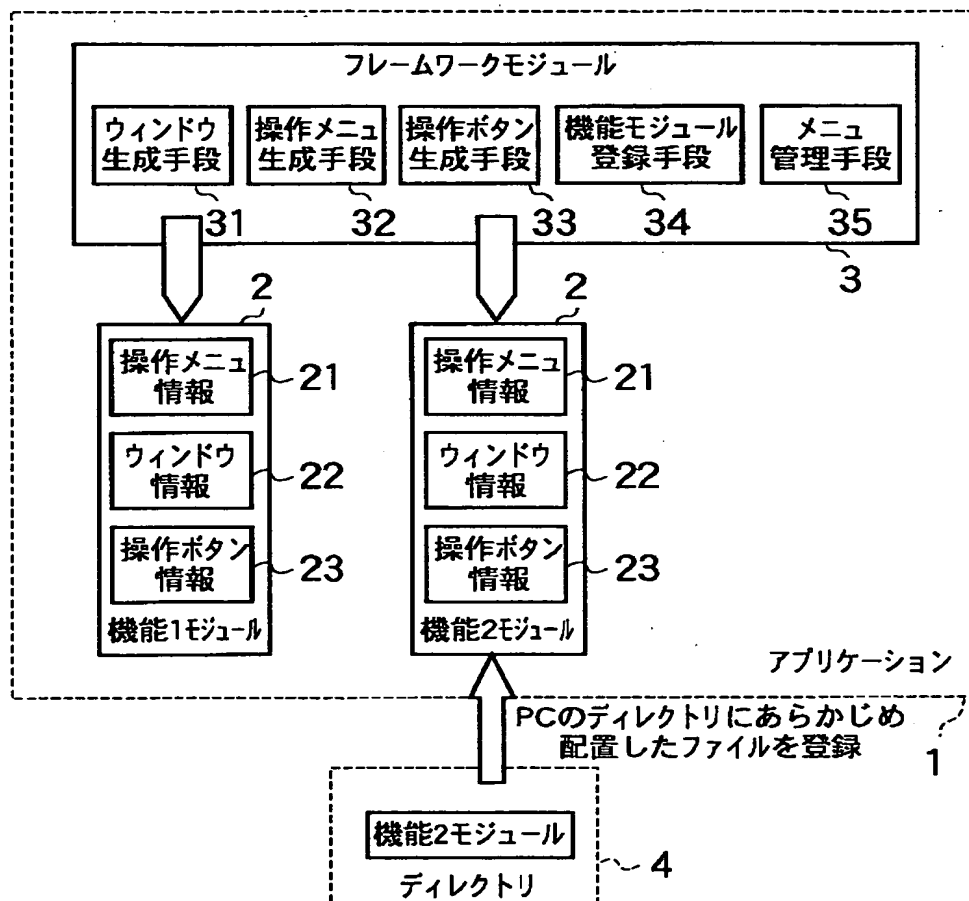 フレームワークモジュール
ウィンドウ
生成手段
操作メニュー
生成手段
操作ボタン
生成手段
機能モジュール
登録手段
メニュー
管理手段
31
32
33
34
35
3
2
2
操作メニュー
情報
21
ウィンドウ
情報
22
操作ボタン
情報
23
機能1モジュール
操作メニュー
情報
21
ウィンドウ
情報
22
操作ボタン
情報
23
機能2モジュール
アプリケーション
1
PCのディレクトリにあらかじめ
配置したファイルを登録
機能2モジュール
ディレクトリ
4